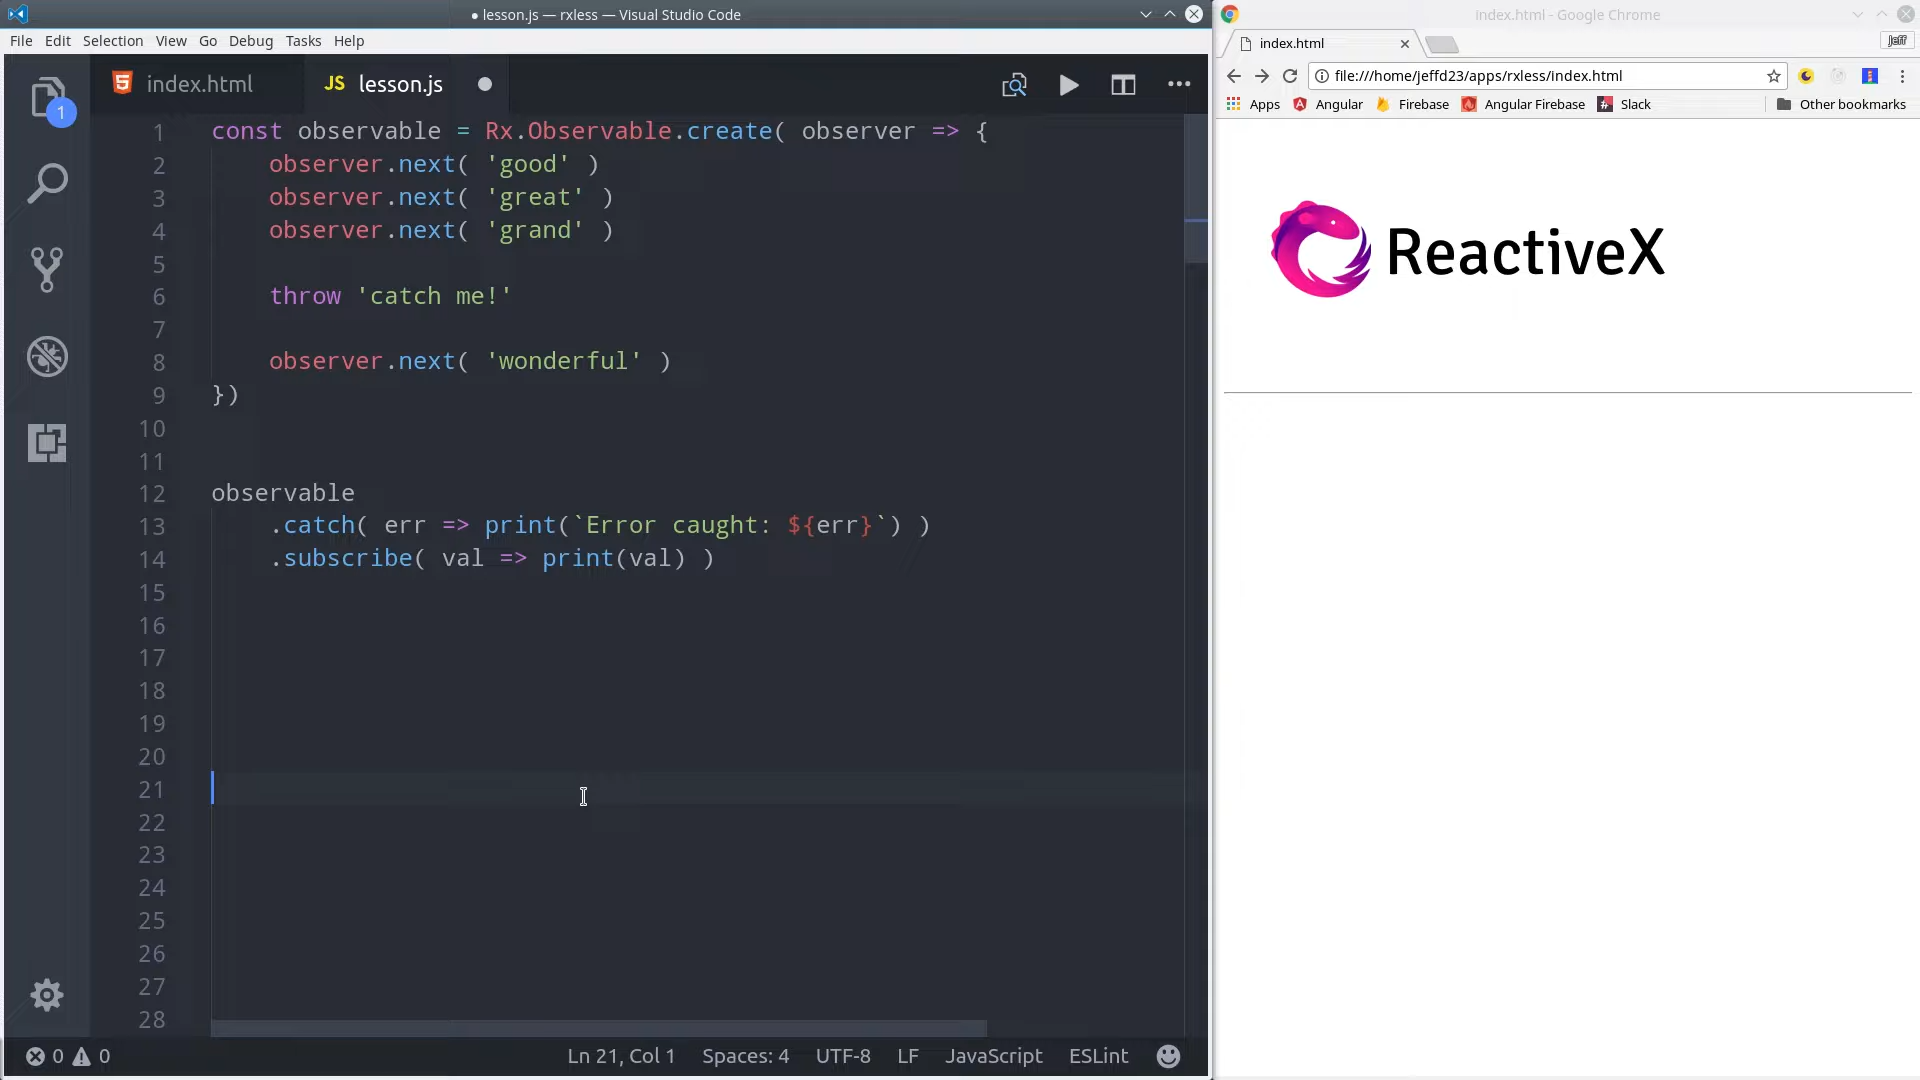 ● lesson.js — rxless — Visual Studio Code
File Edit Selection View Go Debug Tasks Help
index.html
JS lesson.js
1 const observable = Rx.Observable.create( observer => {
2     observer.next( 'good' )
3     observer.next( 'great' )
4     observer.next( 'grand' )
5
6     throw 'catch me!'
7
8     observer.next( 'wonderful' )
9 })
10
11
12 observable
13     .catch( err => print(`Error caught: ${err}`) )
14     .subscribe( val => print(val) )
15
16
17
18
19
20
21
22
23
24
25
26
27
28
1
0 0
Ln 21, Col 1 Spaces: 4 UTF-8 LF JavaScript ESLint
index.html - Google Chrome
index.html
Jeff
file:///home/jeffd23/apps/rxless/index.html
Apps Angular Firebase Angular Firebase Slack Other bookmarks
ReactiveX